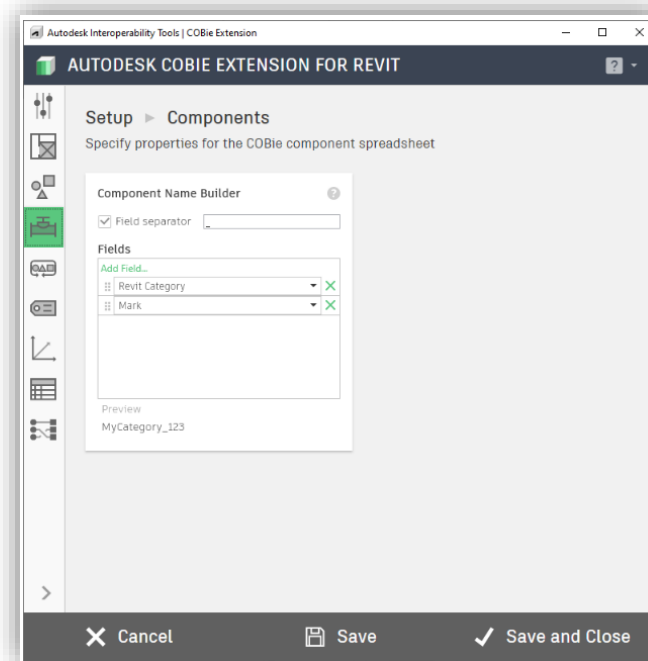 Autodesk Interoperability Tools | COBie Extension
AUTODESK COBIE EXTENSION FOR REVIT
?
Setup ► Components
Specify properties for the COBie component spreadsheet
Component Name Builder
?
Field separator _
Fields
Add Field...
Revit Category
Mark
Preview
MyCategory_123
Cancel
Save
Save and Close